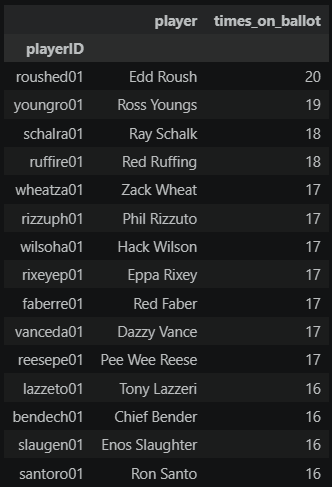 player times_on_ballot
playerID
roushed01 Edd Roush 20
youngro01 Ross Youngs 19
schalra01 Ray Schalk 18
ruffire01 Red Ruffing 18
wheatza01 Zack Wheat 17
rizzuph01 Phil Rizzuto 17
wilsoha01 Hack Wilson 17
rixeyep01 Eppa Rixey 17
faberre01 Red Faber 17
vanceda01 Dazzy Vance 17
reesepe01 Pee Wee Reese 17
lazzeto01 Tony Lazzeri 16
bendech01 Chief Bender 16
slaugen01 Enos Slaughter 16
santoro01 Ron Santo 16